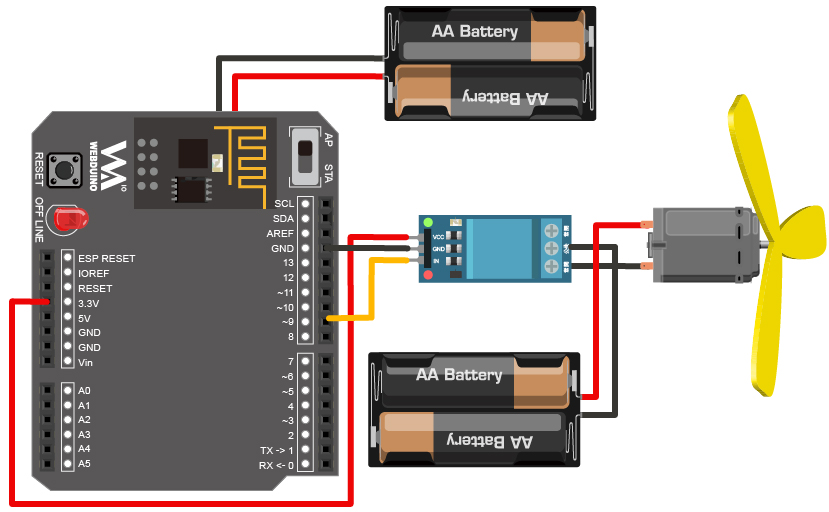 AA Battery
AA Battery
WEBDUINO
IO
AP
STA
RESET
OFF LINE
SCL
SDA
AREF
GND
13
12
~11
~10
~9
8
ESP RESET
IOREF
RESET
3.3V
5V
GND
GND
Vin
7
~6
~5
4
~3
2
TX -> 1
RX <- 0
A0
A1
A2
A3
A4
A5
VCC
GND
IN
AA Battery
AA Battery